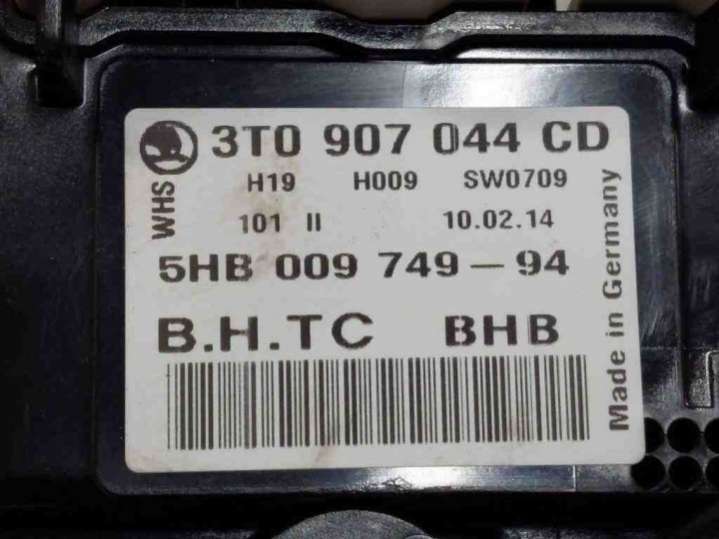 3T0 907 044 CD
H19 H009 SW0709
WHS
101 II 10.02.14
5HB 009 749-94
B.H.TC BHB
Made in Germany